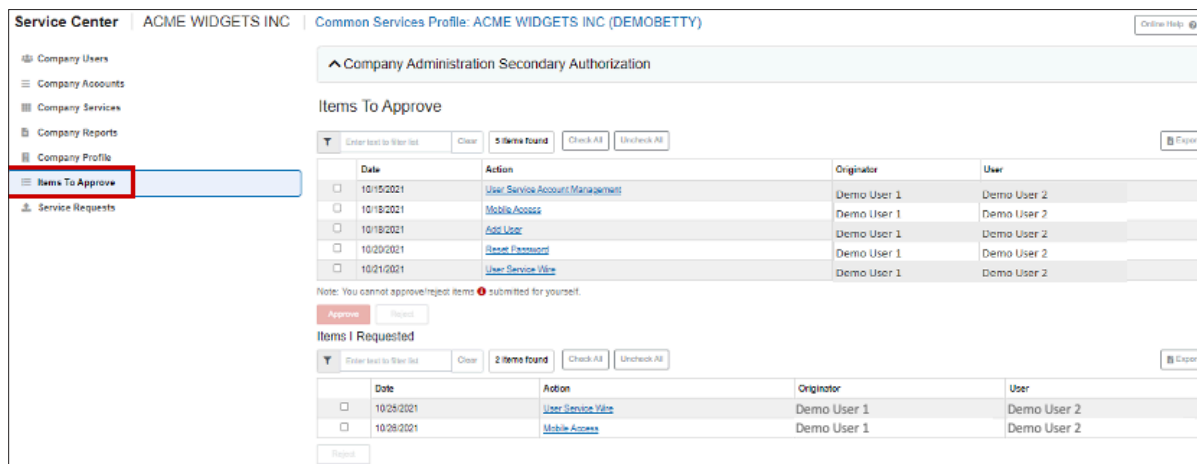 Service Center ACME WIDGETS INC Common Services Profile: ACME WIDGETS INC (DEMOBETTY) Online Help
Company Users
Company Accounts
Company Services
Company Reports
Company Profile
Items To Approve
Service Requests
Company Administration Secondary Authorization
Items To Approve
Enter text to filter list Clear 5 items found Check All Uncheck All Expor
Date Action Originator User
10/15/2021 User Service Account Management Demo User 1 Demo User 2
10/18/2021 Mobile Access Demo User 1 Demo User 2
10/18/2021 Add User Demo User 1 Demo User 2
10/20/2021 Reset Password Demo User 1 Demo User 2
10/21/2021 User Service Wire Demo User 1 Demo User 2
Note: You cannot approve/reject items submitted for yourself.
Approve Reject
Items I Requested
Enter text to filter list Clear 2 items found Check All Uncheck All Expor
Date Action Originator User
10/26/2021 User Service Wire Demo User 1 Demo User 2
10/26/2021 Mobile Access Demo User 1 Demo User 2
Reject